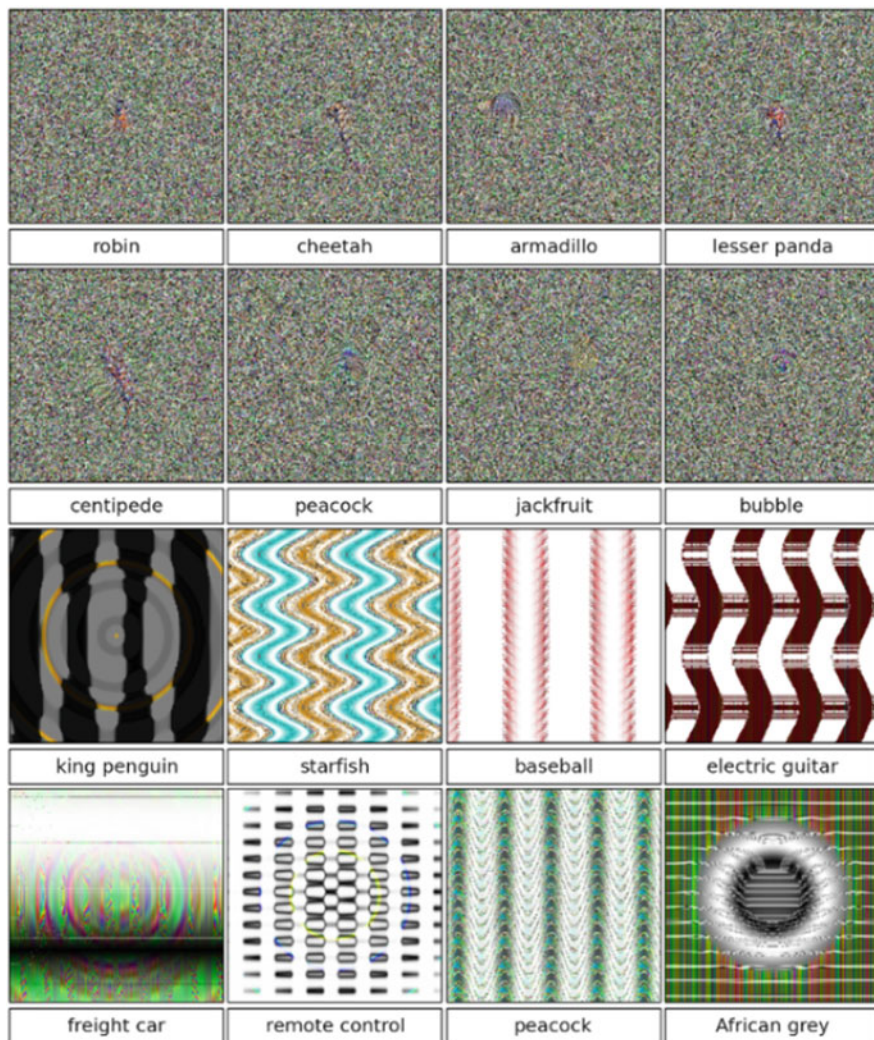 robin
cheetah
armadillo
lesser panda
centipede
peacock
jackfruit
bubble
king penguin
starfish
baseball
electric guitar
freight car
remote control
peacock
African grey